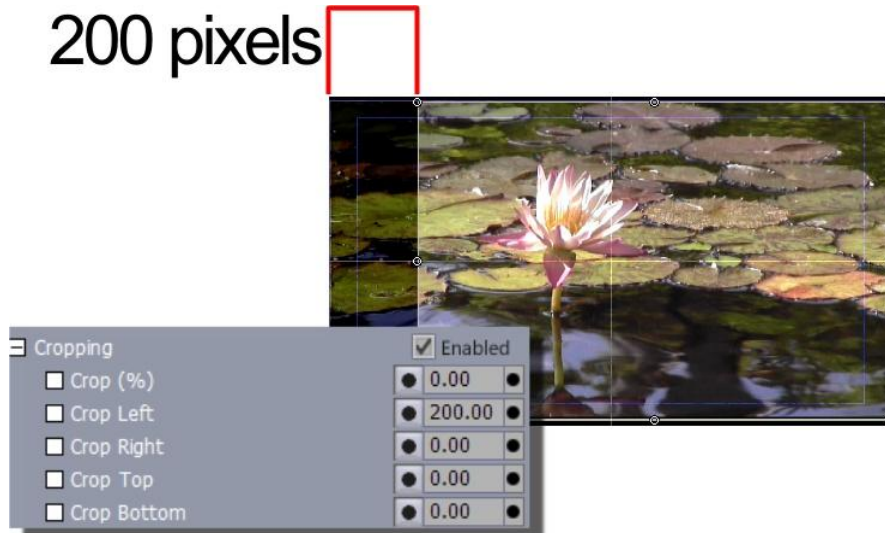 200 pixels
Cropping Enabled
Crop (%) 0.00
Crop Left 200.00
Crop Right 0.00
Crop Top 0.00
Crop Bottom 0.00